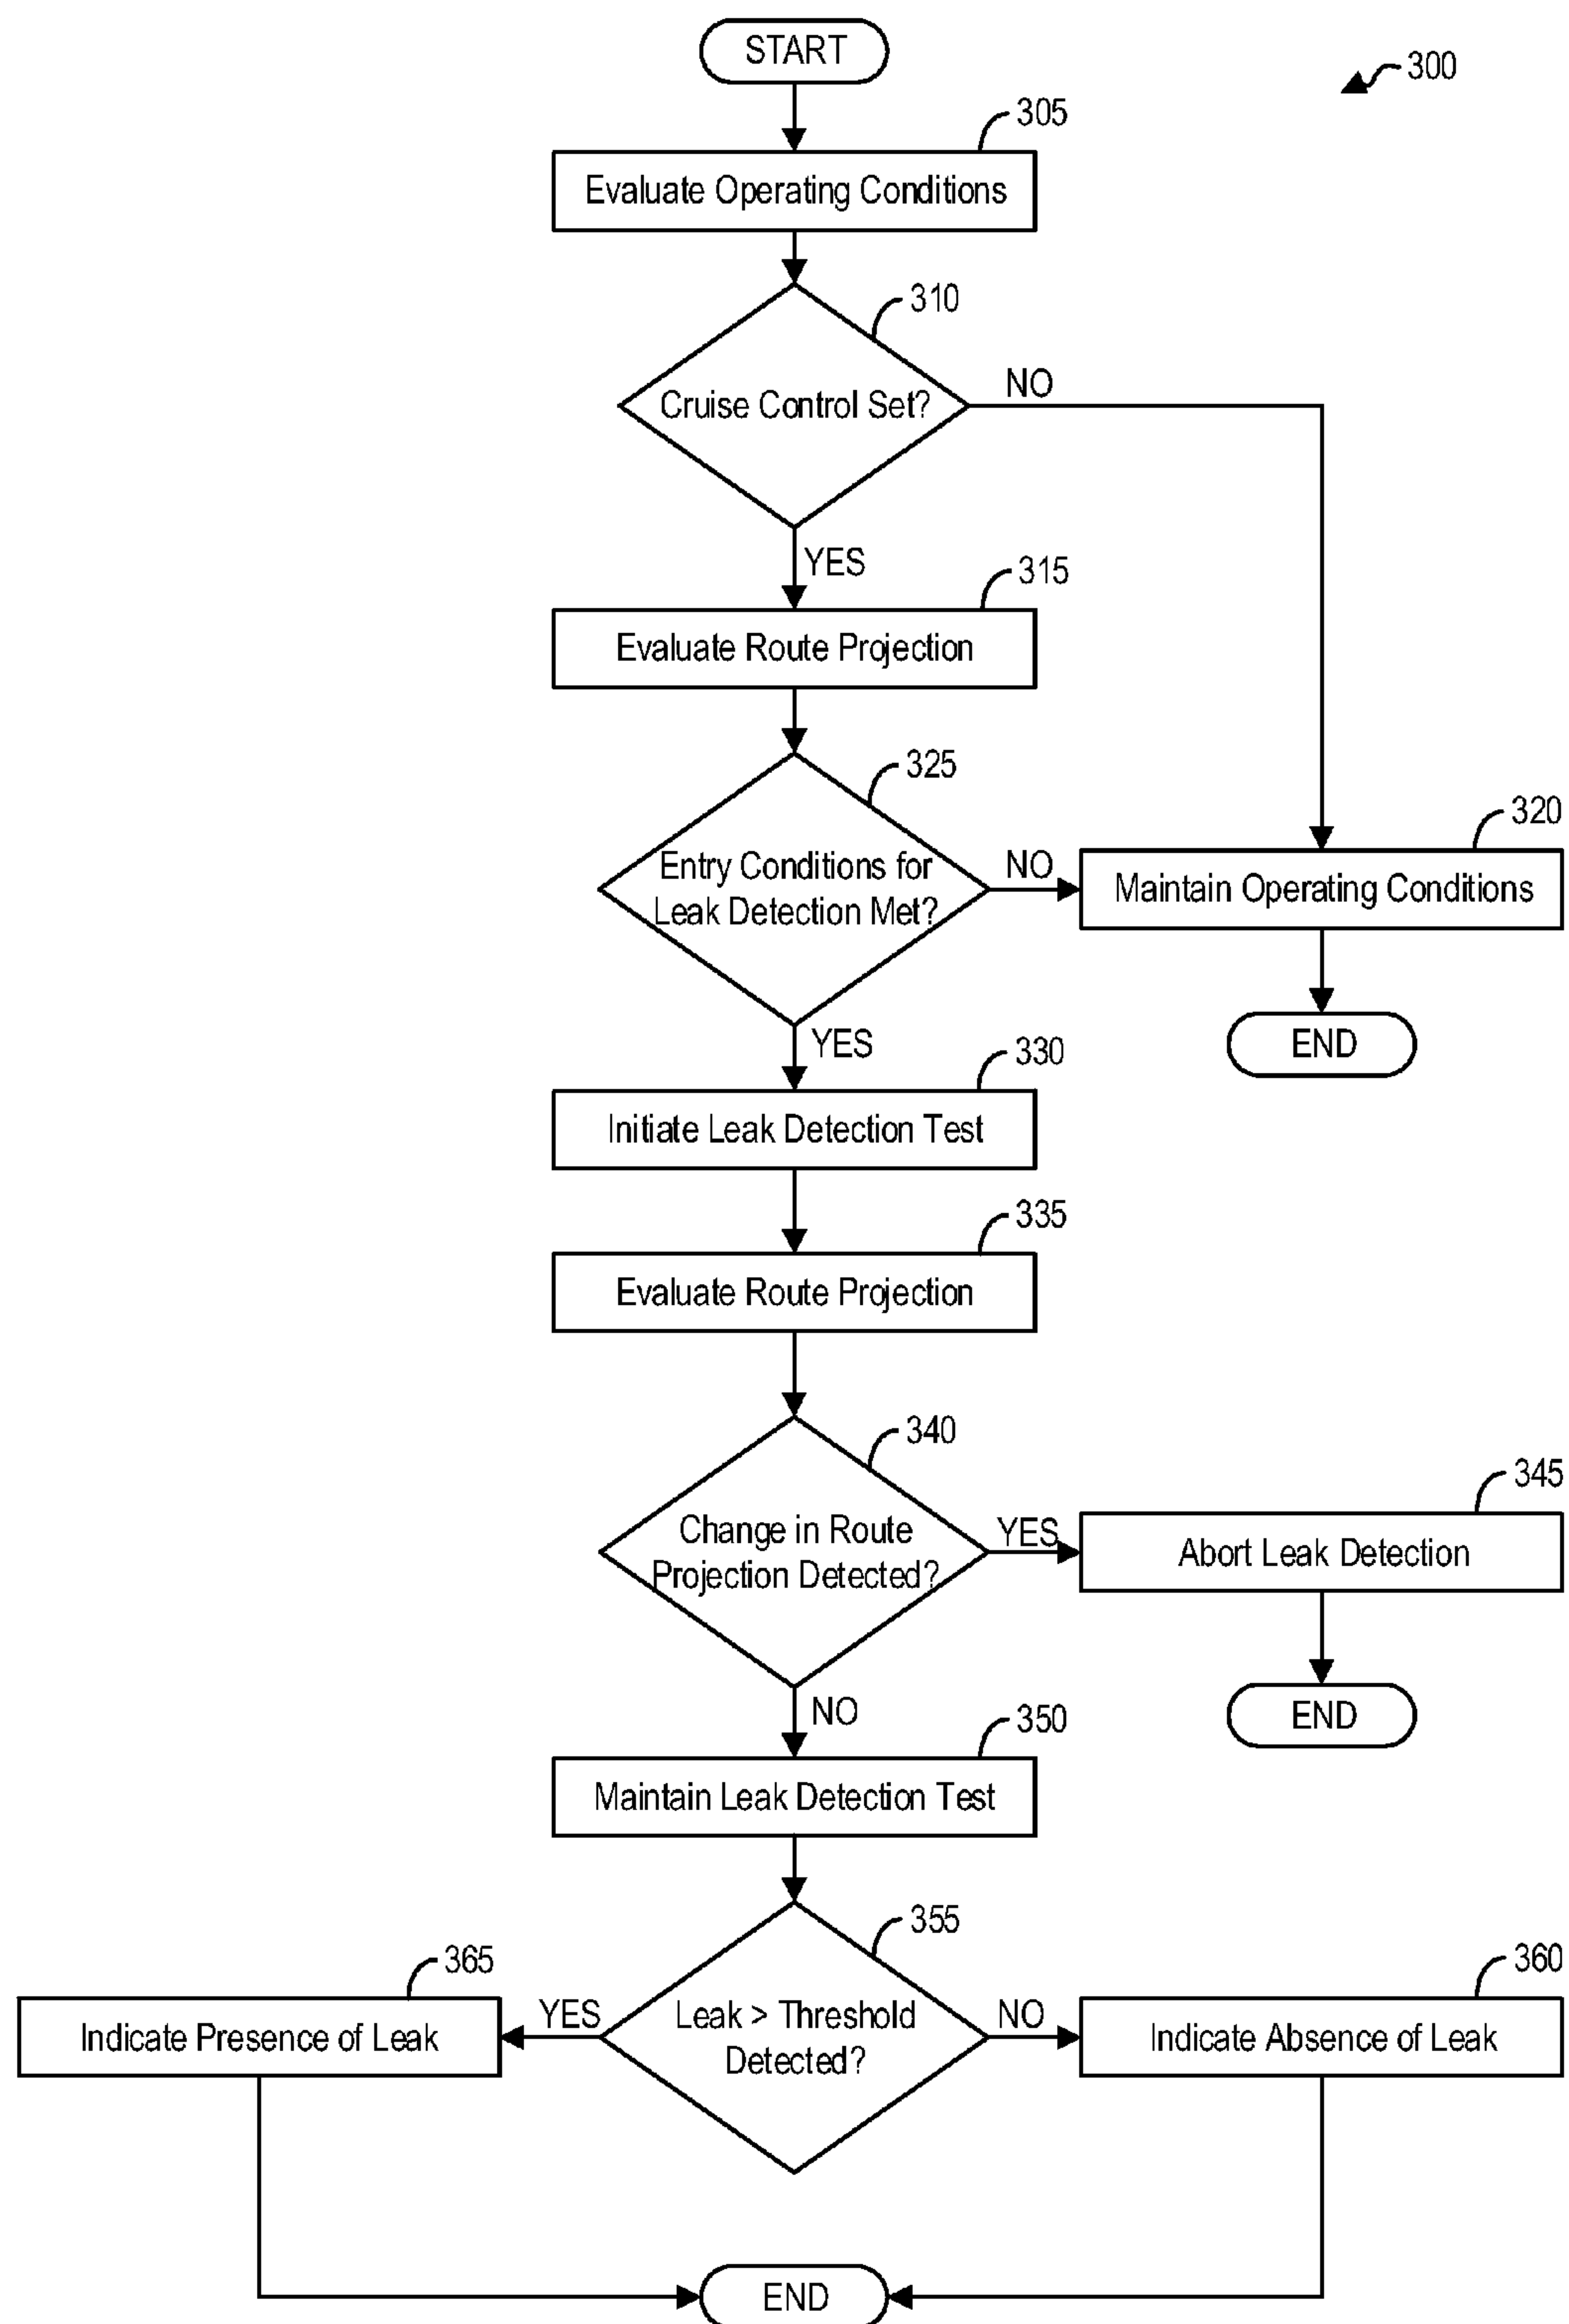 START
300
305
Evaluate Operating Conditions
310
Cruise Control Set?
NO
YES
315
Evaluate Route Projection
325
Entry Conditions for
Leak Detection Met?
NO
320
Maintain Operating Conditions
END
YES
330
Initiate Leak Detection Test
335
Evaluate Route Projection
340
Change in Route
Projection Detected?
YES
345
Abort Leak Detection
END
NO
350
Maintain Leak Detection Test
355
Leak > Threshold
Detected?
YES
365
Indicate Presence of Leak
NO
360
Indicate Absence of Leak
END